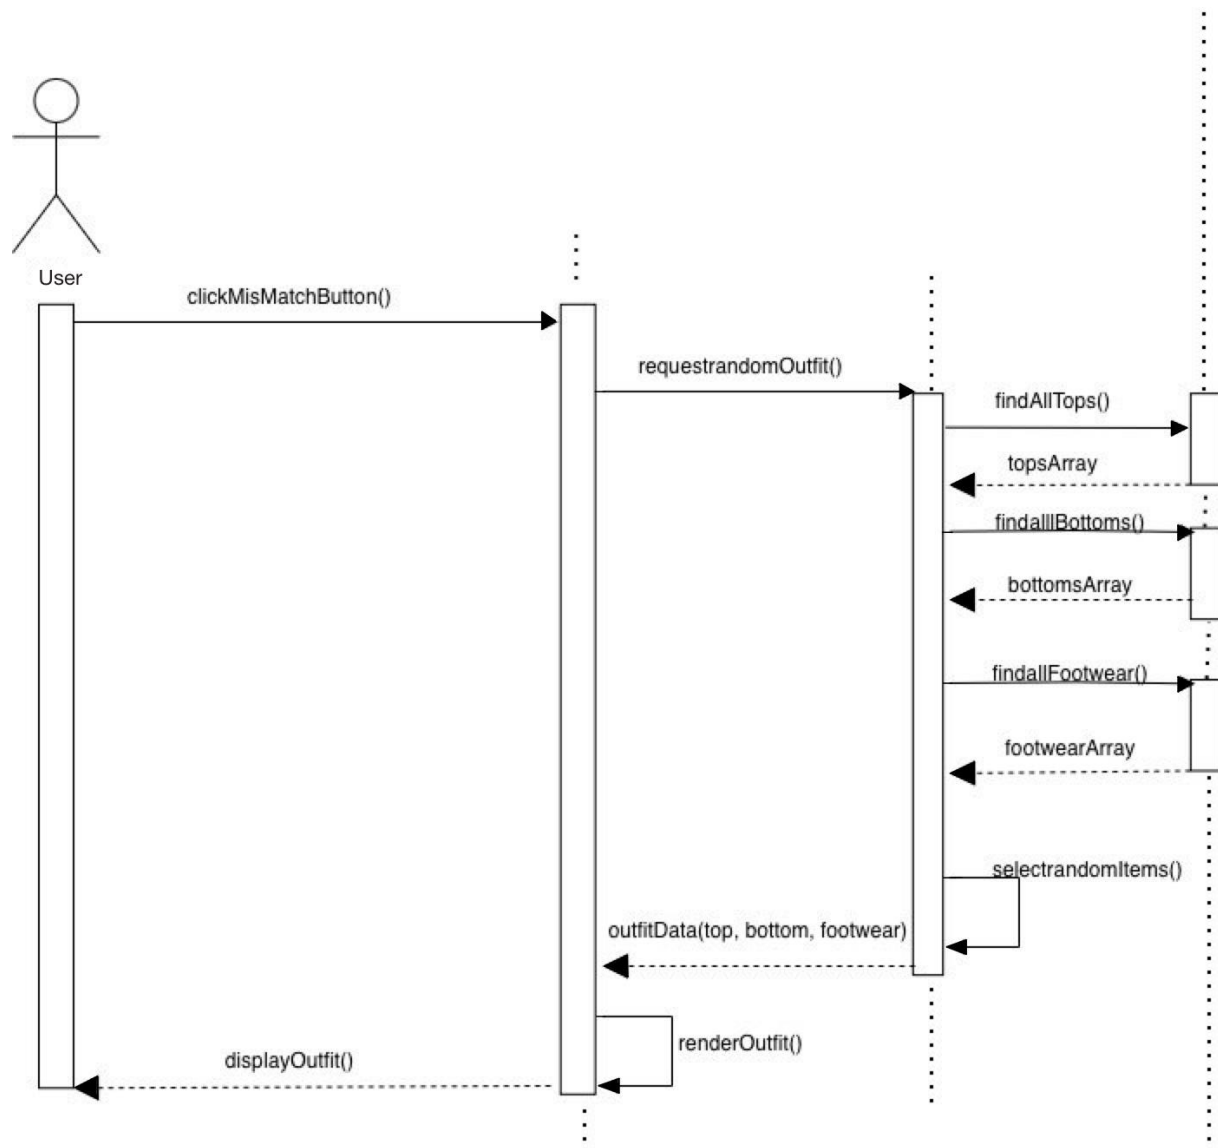 User
clickMisMatchButton()
requestrandomOutfit()
findAllTops()
topsArray
findalllBottoms()
bottomsArray
findallFootwear()
footwearArray
selectrandomItems()
outfitData(top, bottom, footwear)
renderOutfit()
displayOutfit()